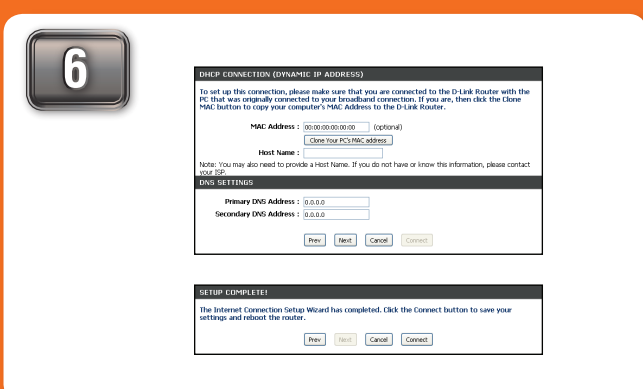 6
DHCP CONNECTION (DYNAMIC IP ADDRESS)
To set up this connection, please make sure that you are connected to the D-Link Router with the
PC that was originally connected to your broadband connection. If you are, then click the Clone
MAC button to copy your computer's MAC Address to the D-Link Router.
MAC Address : 00:00:00:00:00:00 (optional)
Clone Your PC's MAC address
Host Name :
Note: You may also need to provide a Host Name. If you do not have or know this information, please contact
your ISP.
DNS SETTINGS
Primary DNS Address : 0.0.0.0
Secondary DNS Address : 0.0.0.0
Prev Next Cancel Connect
SETUP COMPLETE!
The Internet Connection Setup Wizard has completed. Click the Connect button to save your
settings and reboot the router.
Prev Next Cancel Connect